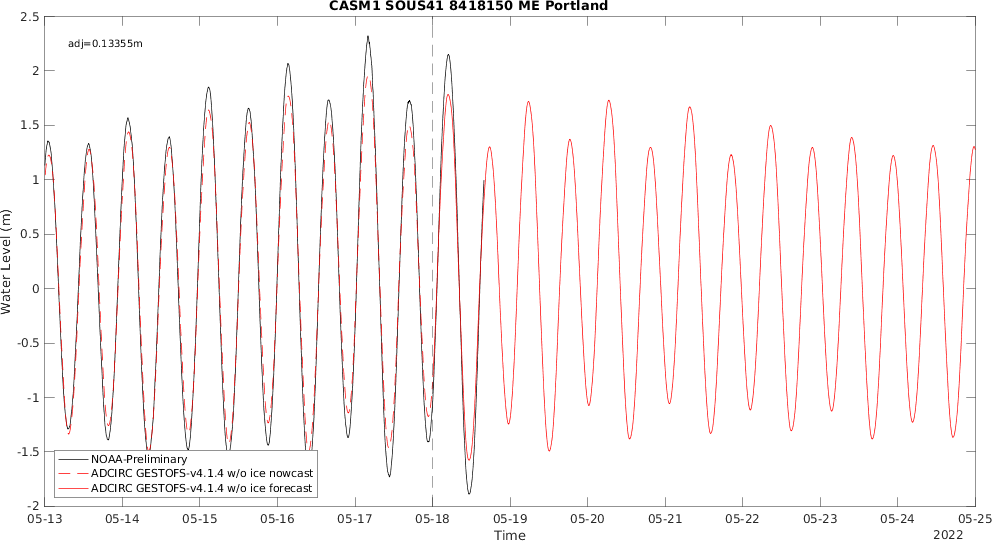 CASM1 SOUS41 8418150 ME Portland
adj=0.13355m
2.5
2
1.5
1
0.5
0
-0.5
-1
-1.5
-2
Water Level (m)
NOAA-Preliminary
ADCIRC GESTOFS-v4.1.4 w/o ice nowcast
ADCIRC GESTOFS-v4.1.4 w/o ice forecast
05-13 05-14 05-15 05-16 05-17 05-18 05-19 05-20 05-21 05-22 05-23 05-24 05-25
Time
2022